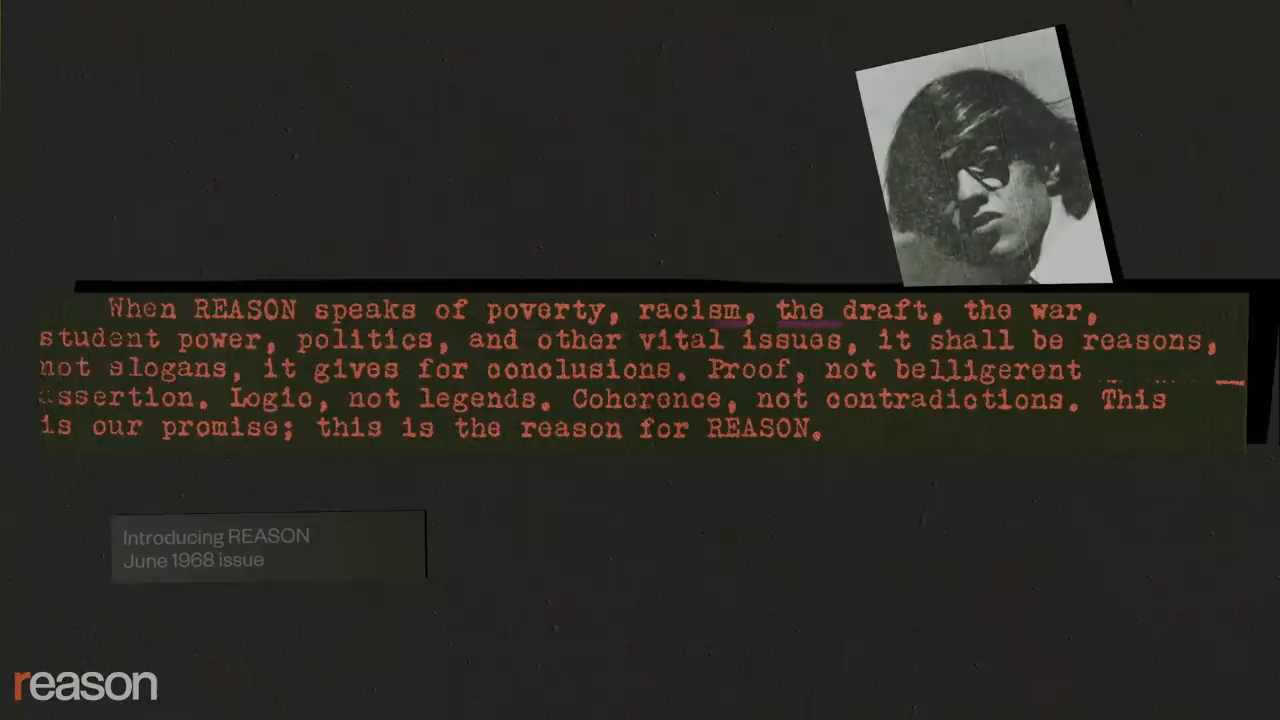 When REASON speaks of poverty, racism, the draft, the war,
student power, politics, and other vital issues, it shall be reasons,
not slogans, it gives for conclusions. Proof, not belligerent
assertion. Logic, not legends. Coherence, not contradictions. This
is our promise; this is the reason for REASON.
Introducing REASON
June 1968 issue
reason